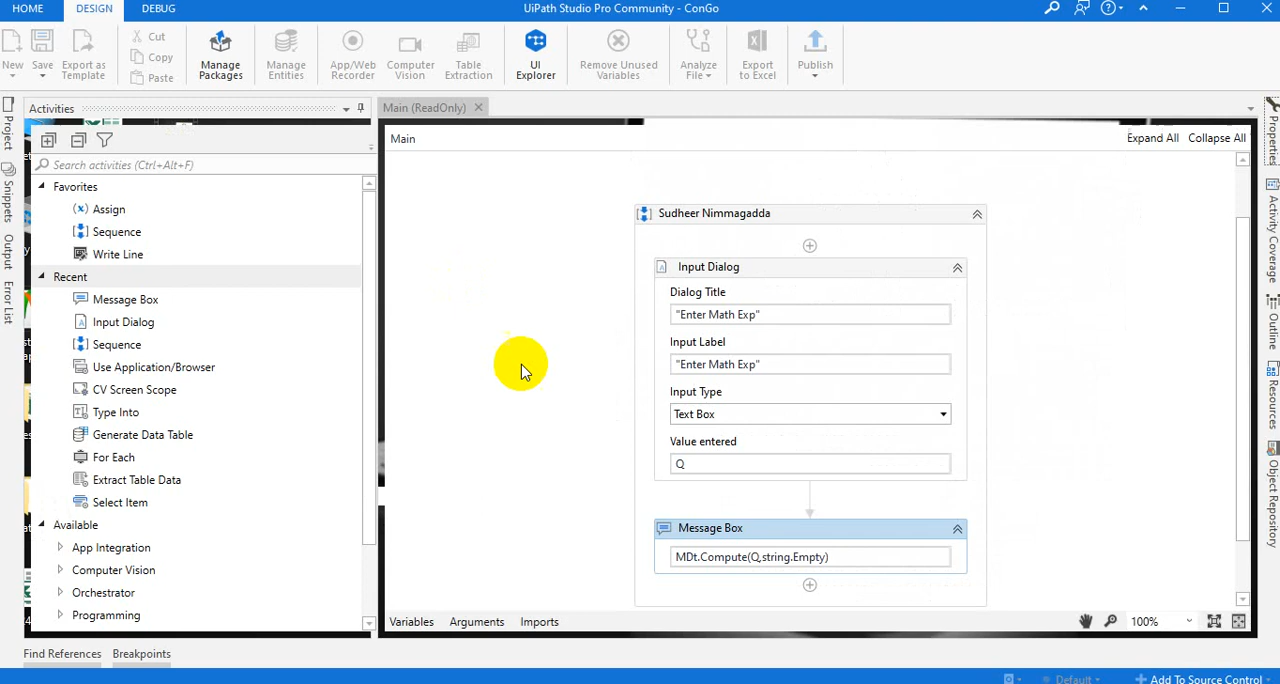 HOME DESIGN DEBUG UiPath Studio Pro Community - ConGo
New Save Export as Template Cut Copy Paste Manage Packages Manage Entities App/Web Recorder Computer Vision Table Extraction UI Explorer Remove Unused Variables Analyze File Export to Excel Publish
Activities
Main (ReadOnly)
Main Expand All Collapse All
Search activities (Ctrl+Alt+F)
Favorites
Assign
Sequence
Write Line
Recent
Message Box
Input Dialog
Sequence
Use Application/Browser
CV Screen Scope
Type Into
Generate Data Table
For Each
Extract Table Data
Select Item
Available
App Integration
Computer Vision
Orchestrator
Programming
Project
Snippets
Output
Error List
Sudheer Nimmagadda
Input Dialog
Dialog Title
"Enter Math Exp"
Input Label
"Enter Math Exp"
Input Type
Text Box
Value entered
Q
Message Box
MDt.Compute(Q,string.Empty)
Variables Arguments Imports 100%
Properties
Activity Coverage
Outline
Resources
Object Repository
Find References Breakpoints
Default Add To Source Control